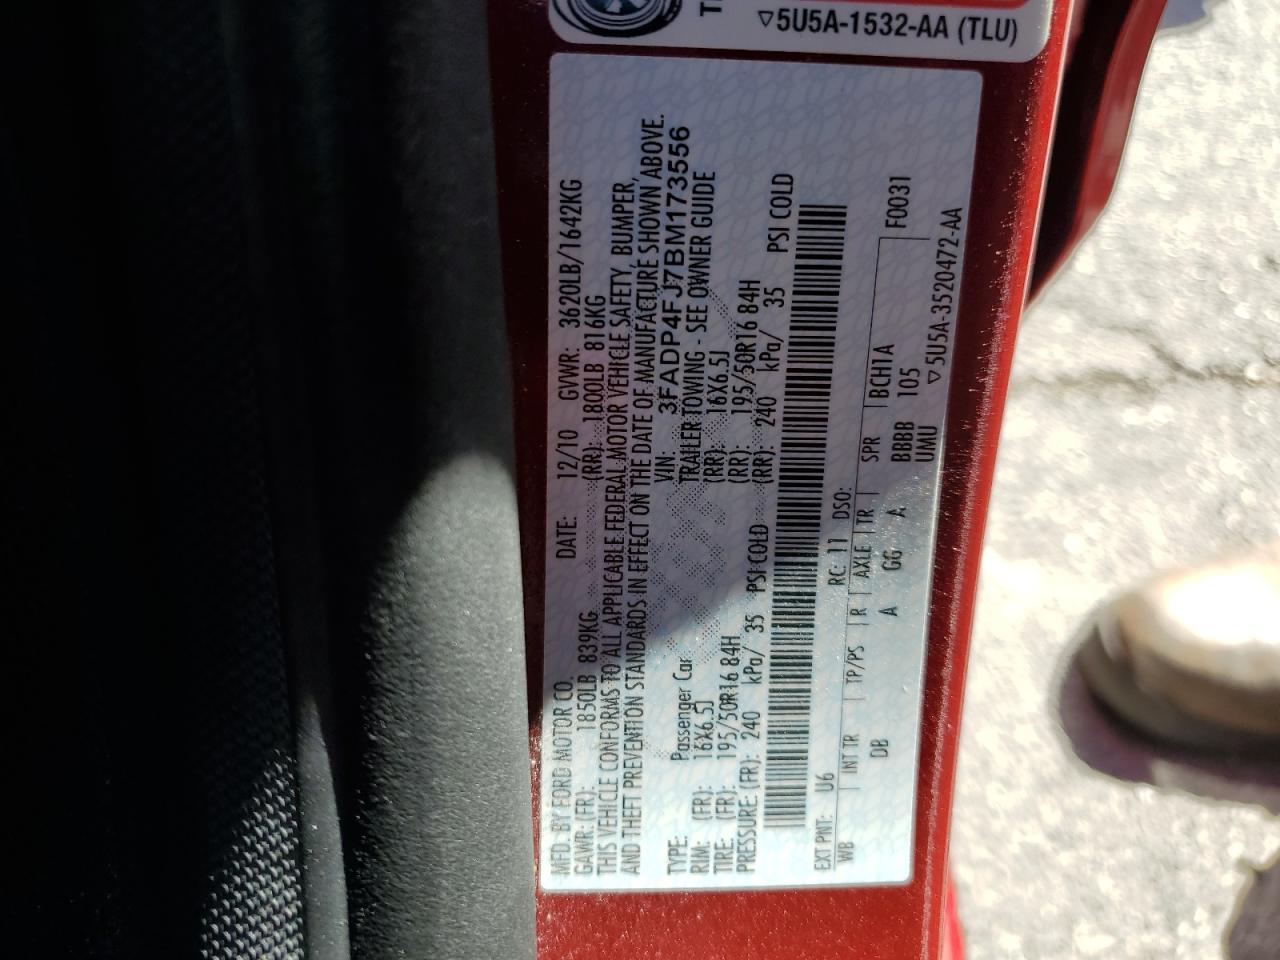 5U5A-1532-AA (TLU)
MFD. BY FORD MOTOR CO. DATE: 12/10 GVWR: 3620LB/1642KG
GAWR: (FR): 1850LB 839KG (RR): 1800LB 816KG
THIS VEHICLE CONFORMS TO ALL APPLICABLE FEDERAL MOTOR VEHICLE SAFETY, BUMPER,
AND THEFT PREVENTION STANDARDS IN EFFECT ON THE DATE OF MANUFACTURE SHOWN ABOVE.
VIN: 3FADP4FJ7BM173556
TYPE: Passenger Car TRAILER TOWING - SEE OWNER GUIDE
RIM: (FR): 16X6.5J (RR): 16X6.5J
TIRE: (FR): 195/50R16 84H (RR): 195/50R16 84H
PRESSURE: (FR): 240 kPa/ 35 PSI COLD (RR): 240 kPa/ 35 PSI COLD
EXT PNT: U6 RC: 11 DSO:
WB INT TR TP/PS R AXLE TR SPR BCH1A F0031
DB A GG A BBBB 105
UMU 5U5A-3520472-AA